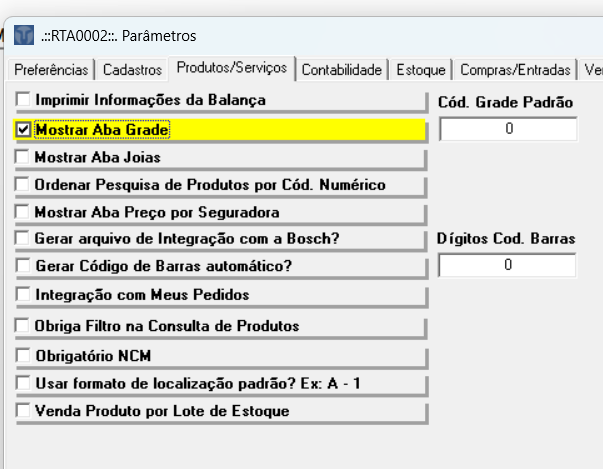 .::RTA0002::. Parâmetros
Preferências Cadastros Produtos/Serviços Contabilidade Estoque Compras/Entradas Ve
Imprimir Informações da Balança
Cód. Grade Padrão
Mostrar Aba Grade
0
Mostrar Aba Joias
Ordenar Pesquisa de Produtos por Cód. Numérico
Mostrar Aba Preço por Seguradora
Gerar arquivo de Integração com a Bosch?
Dígitos Cod. Barras
Gerar Código de Barras automático?
0
Integração com Meus Pedidos
Obriga Filtro na Consulta de Produtos
Obrigatório NCM
Usar formato de localização padrão? Ex: A - 1
Venda Produto por Lote de Estoque